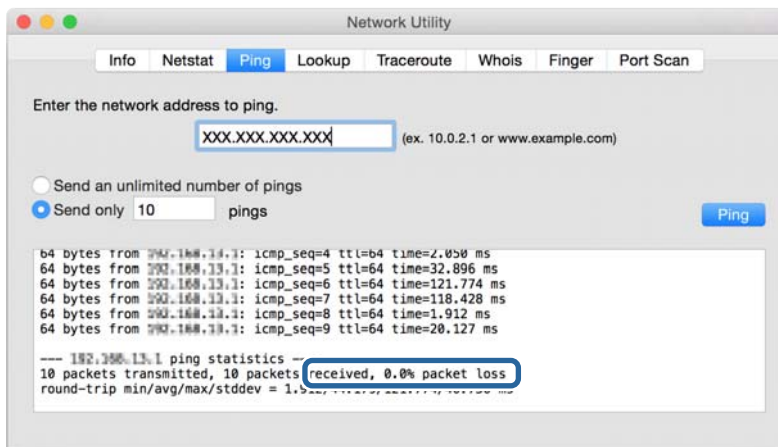 Network Utility
Info Netstat Ping Lookup Traceroute Whois Finger Port Scan
Enter the network address to ping.
XXX.XXX.XXX.XXX (ex. 10.0.2.1 or www.example.com)
Send an unlimited number of pings
Send only 10 pings
Ping
64 bytes from icmp_seq=4 ttl=64 time=2.050 ms
64 bytes from icmp_seq=5 ttl=64 time=32.896 ms
64 bytes from icmp_seq=6 ttl=64 time=121.774 ms
64 bytes from icmp_seq=7 ttl=64 time=118.428 ms
64 bytes from icmp_seq=8 ttl=64 time=1.912 ms
64 bytes from icmp_seq=9 ttl=64 time=20.127 ms
--- ping statistics --
10 packets transmitted, 10 packets received, 0.0% packet loss
round-trip min/avg/max/stddev = ms